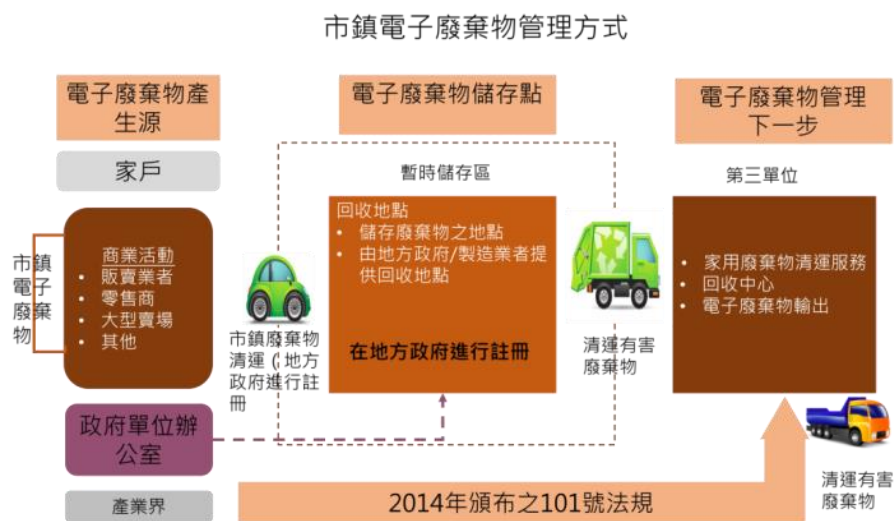 市鎮電子廢棄物管理方式
電子廢棄物產
生源
家戶
市鎮
電子
廢棄
物
商業活動
• 販賣業者
• 零售商
• 大型賣場
• 其他
政府單位辦
公室
產業界
市鎮廢棄物
清運（地方
政府進行註
冊
電子廢棄物儲存點
暫時儲存區
回收地點
• 儲存廢棄物之地點
• 由地方政府/製造業者提
供回收地點
在地方政府進行註冊
清運有害
廢棄物
電子廢棄物管理
下一步
第三單位
• 家用廢棄物清運服務
• 回收中心
• 電子廢棄物輸出
清運有害
廢棄物
2014年頒布之101號法規